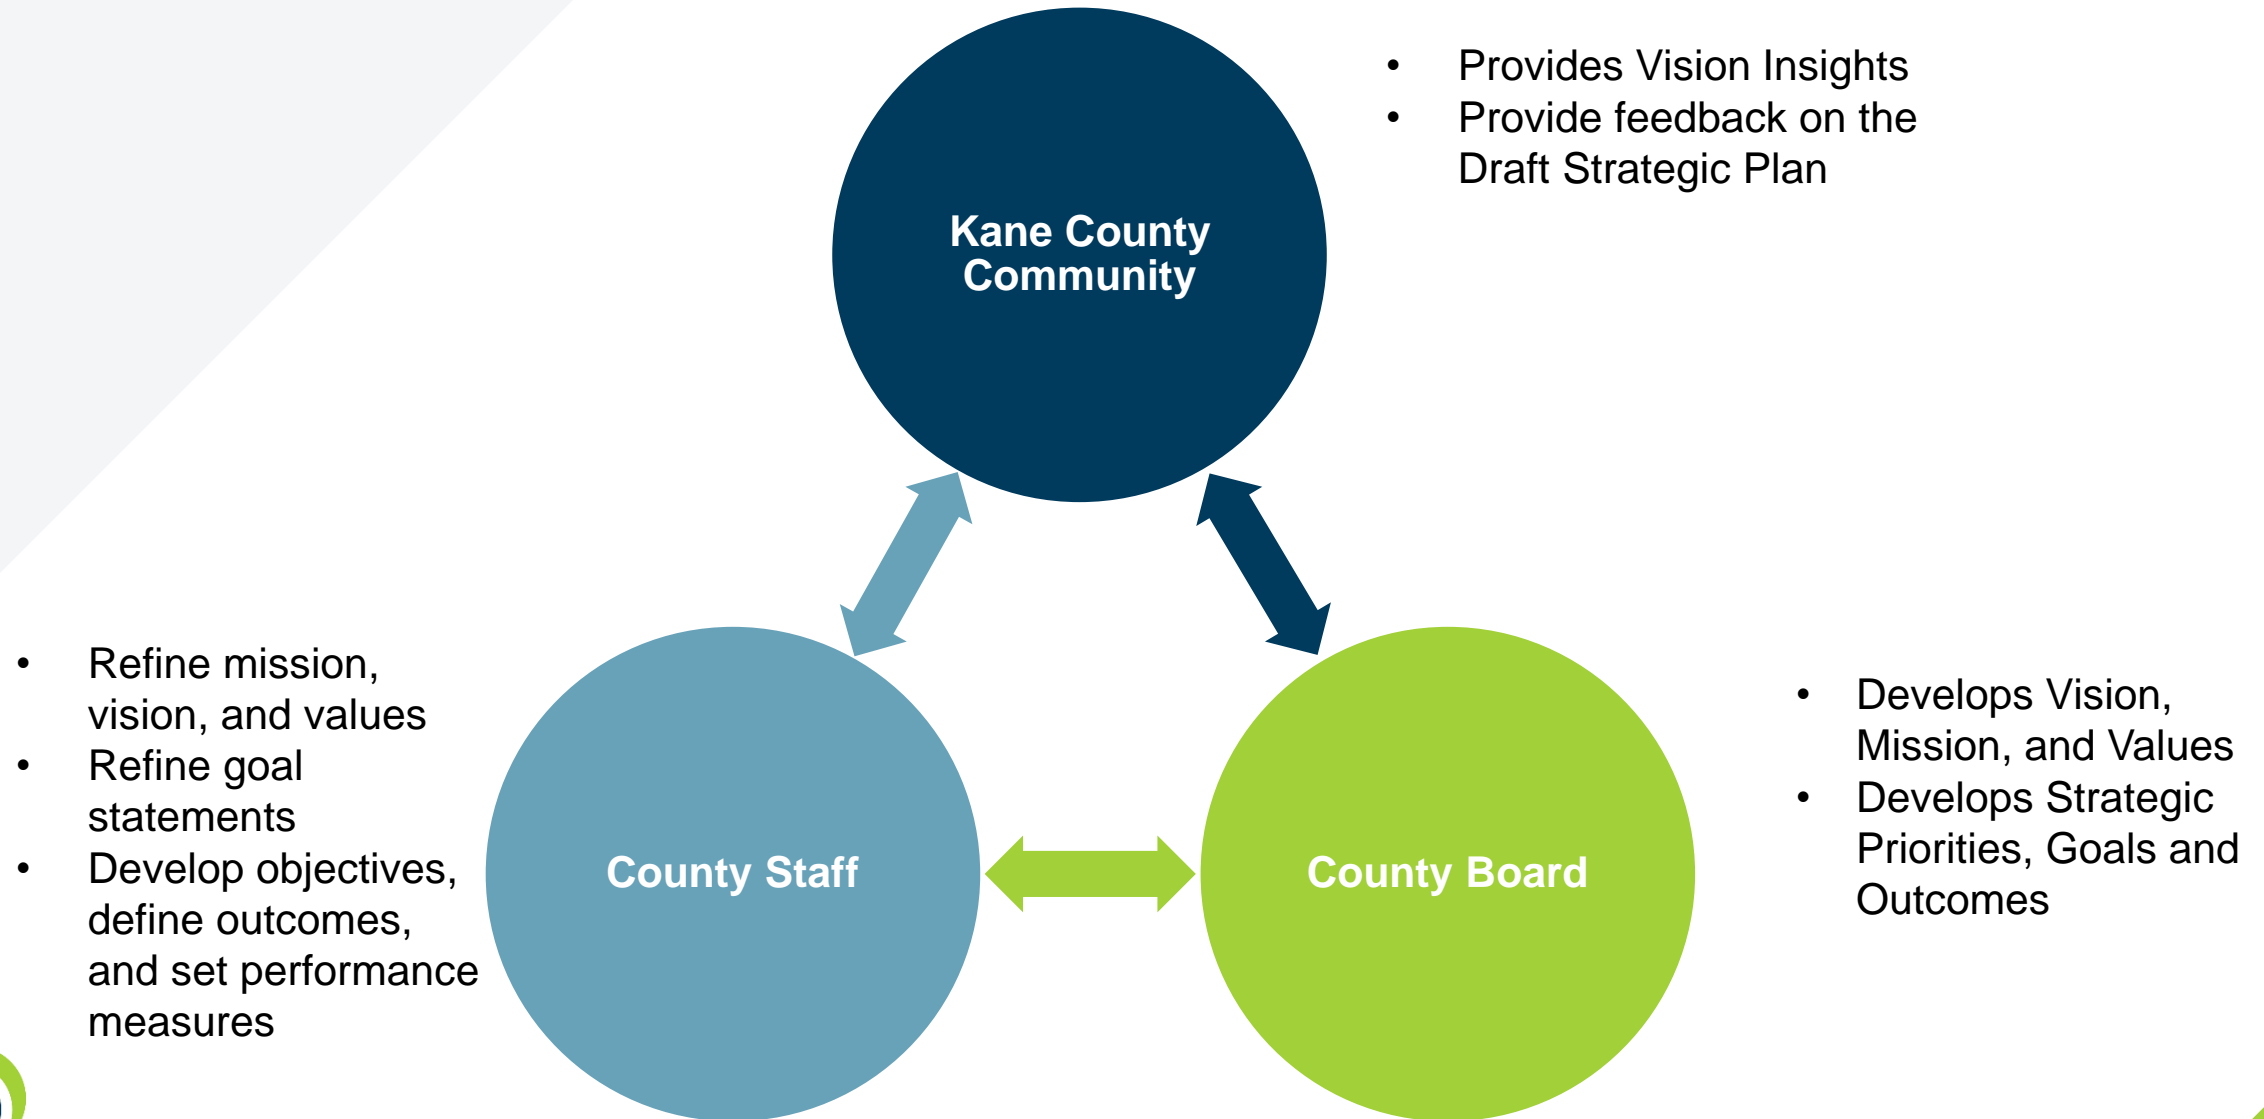 • Provides Vision Insights
• Provide feedback on the
Draft Strategic Plan
Kane County
Community
• Refine mission,
vision, and values
• Refine goal
statements
• Develop objectives,
define outcomes,
and set performance
measures
County Staff
County Board
• Develops Vision,
Mission, and Values
• Develops Strategic
Priorities, Goals and
Outcomes